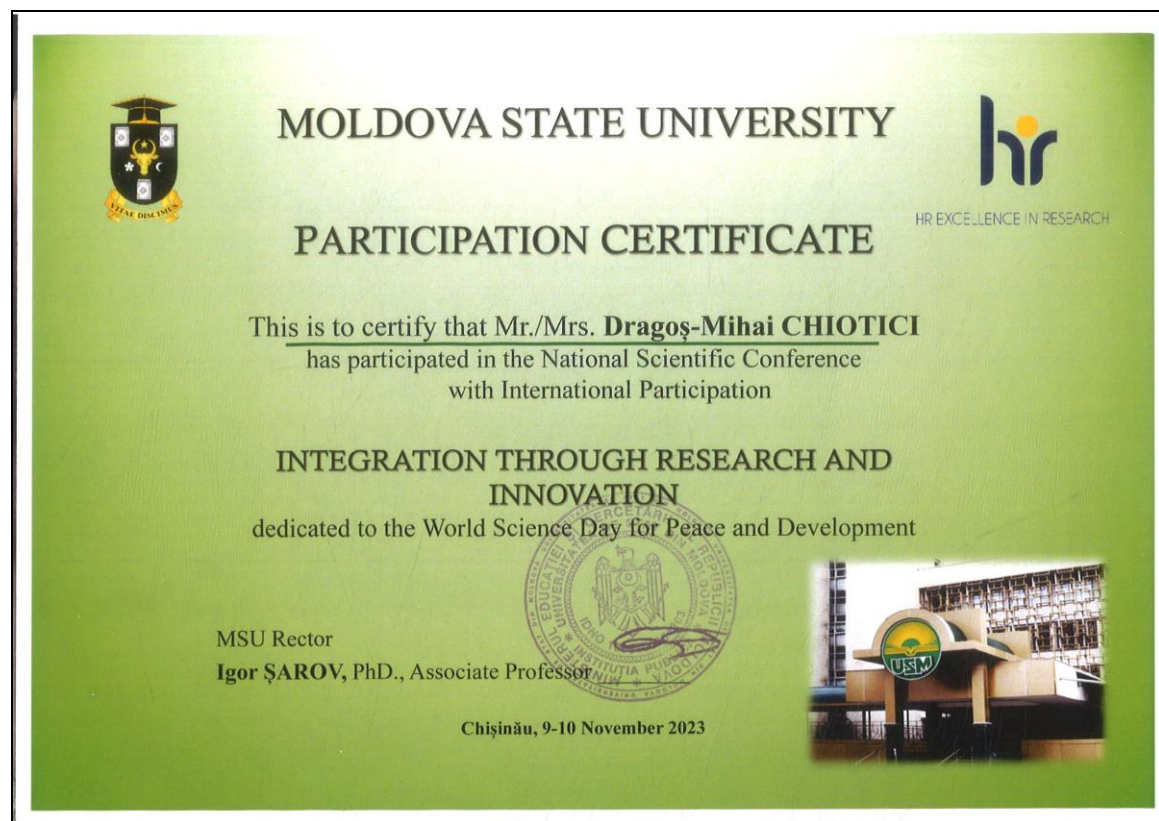 MOLDOVA STATE UNIVERSITY
VITAE DISCIMUS
hr
HR EXCELLENCE IN RESEARCH
PARTICIPATION CERTIFICATE
This is to certify that Mr./Mrs. Dragoș-Mihai CHIOTICI
has participated in the National Scientific Conference
with International Participation
INTEGRATION THROUGH RESEARCH AND
INNOVATION
dedicated to the World Science Day for Peace and Development
MSU Rector
Igor ȘAROV, PhD., Associate Professor
Chișinău, 9-10 November 2023
USM